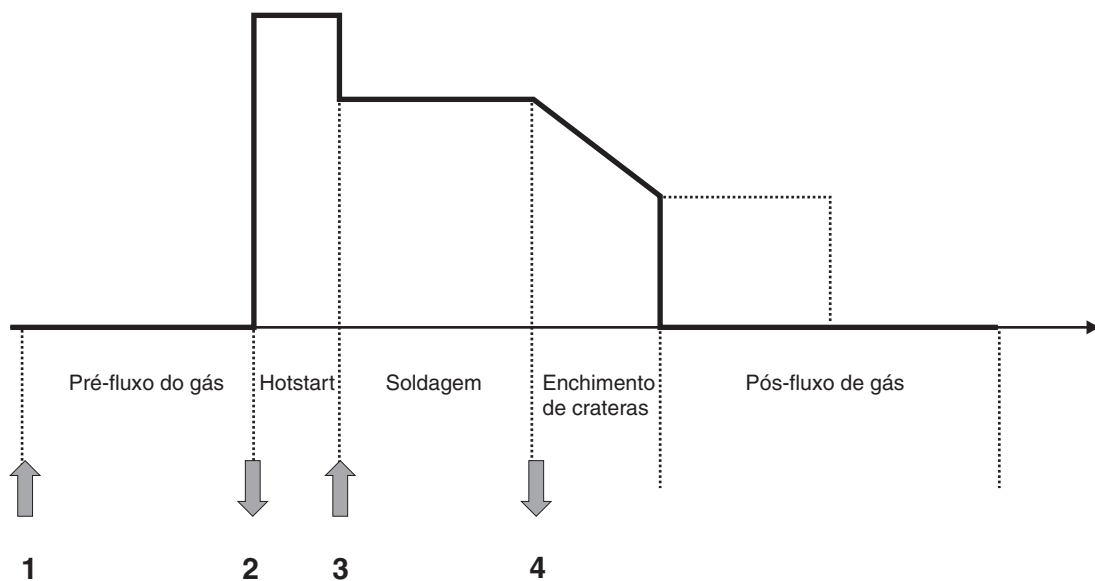 Pré-fluxo do gás
Hotstart
Soldagem
Enchimento
de crateras
Pós-fluxo de gás
1
2
3
4